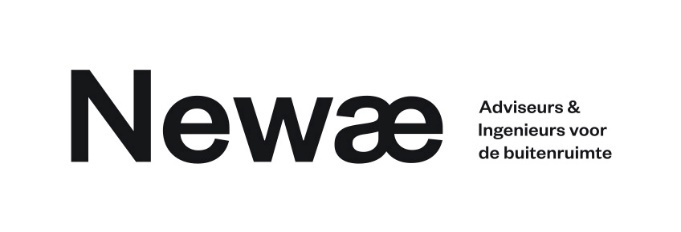 Newæ
Adviseurs &
Ingenieurs voor
de buitenruimte